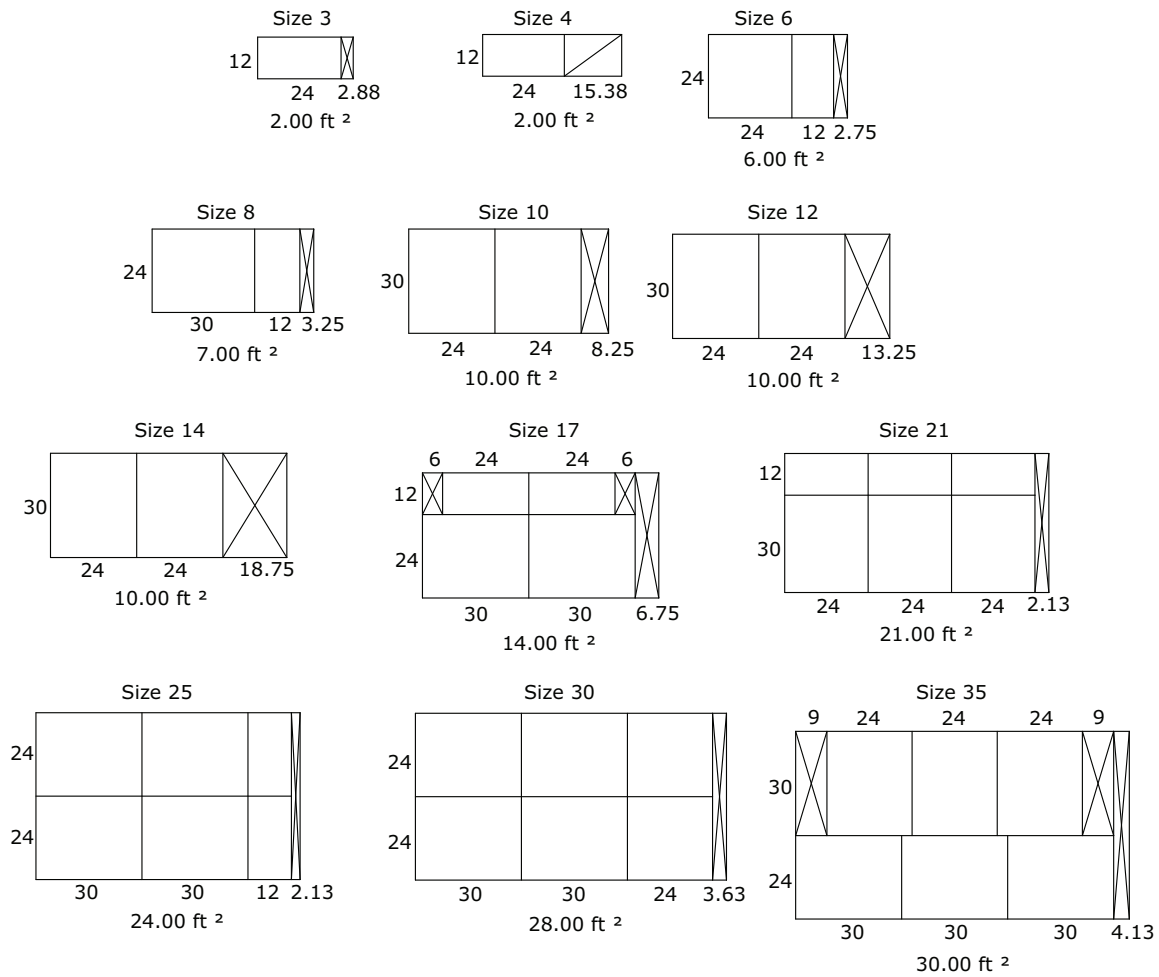 Size 3
12
24 2.88
2.00 ft ²
Size 4
12
24 15.38
2.00 ft ²
Size 6
24
24 12 2.75
6.00 ft ²
Size 8
24
30 12 3.25
7.00 ft ²
Size 10
30
24 24 8.25
10.00 ft ²
Size 12
30
24 24 13.25
10.00 ft ²
Size 14
30
24 24 18.75
10.00 ft ²
Size 17
6 24 24 6
12
24
30 30 6.75
14.00 ft ²
Size 21
12
30
24 24 24 2.13
21.00 ft ²
Size 25
24
24
30 30 12 2.13
24.00 ft ²
Size 30
24
24
30 30 24 3.63
28.00 ft ²
Size 35
9 24 24 24 9
30
24
30 30 30 4.13
30.00 ft ²